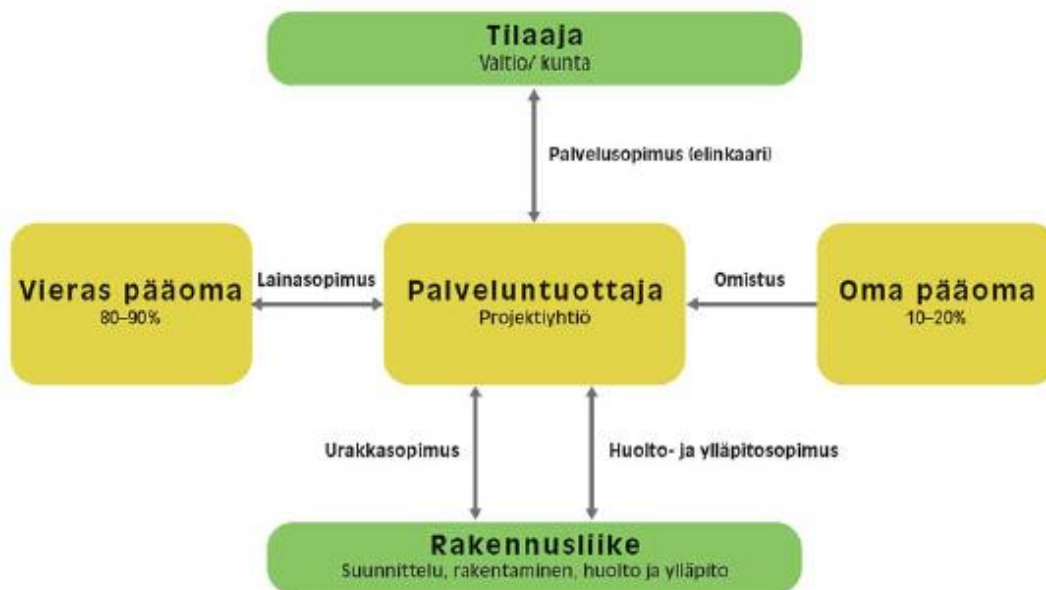 Tilaaja
Valtio/ kunta
Palvelusopimus (elinkaari)
Vieras pääoma
80–90%
Lainasopimus
Palveluntuottaja
Projektiyhtiö
Omistus
Oma pääoma
10–20%
Urakkasopimus
Huolto- ja ylläpitosopimus
Rakennusliike
Suunnittelu, rakentaminen, huolto ja ylläpito